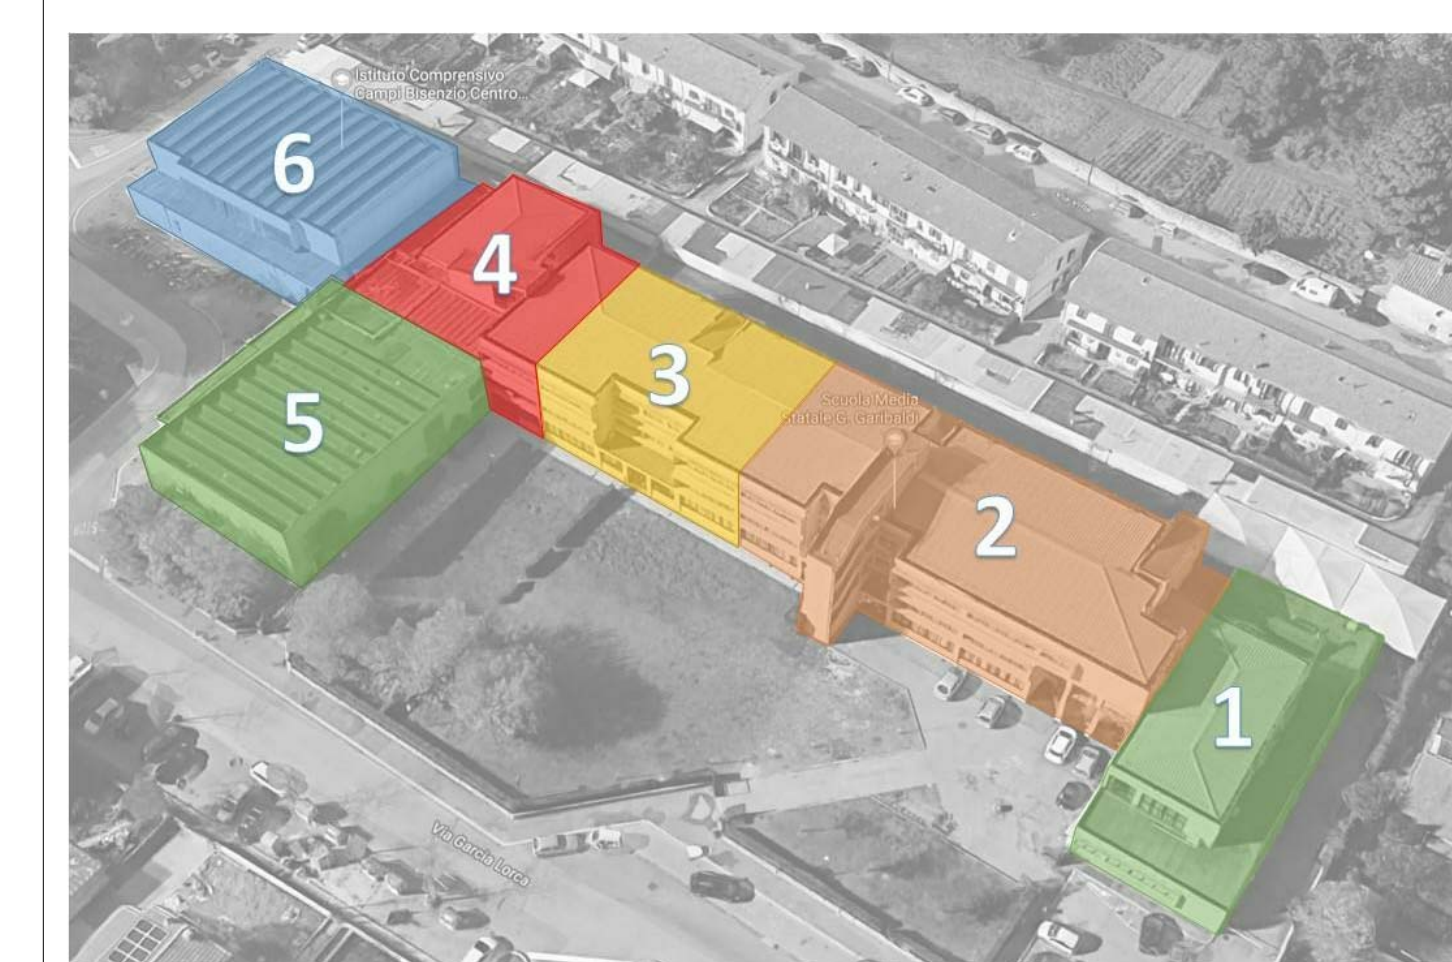 Istituto Comprensivo
Campi Bisenzio Centro...
6
4
3
Scuola Media
Statale G. Garibaldi
5
2
1
Via Garcia Lorca